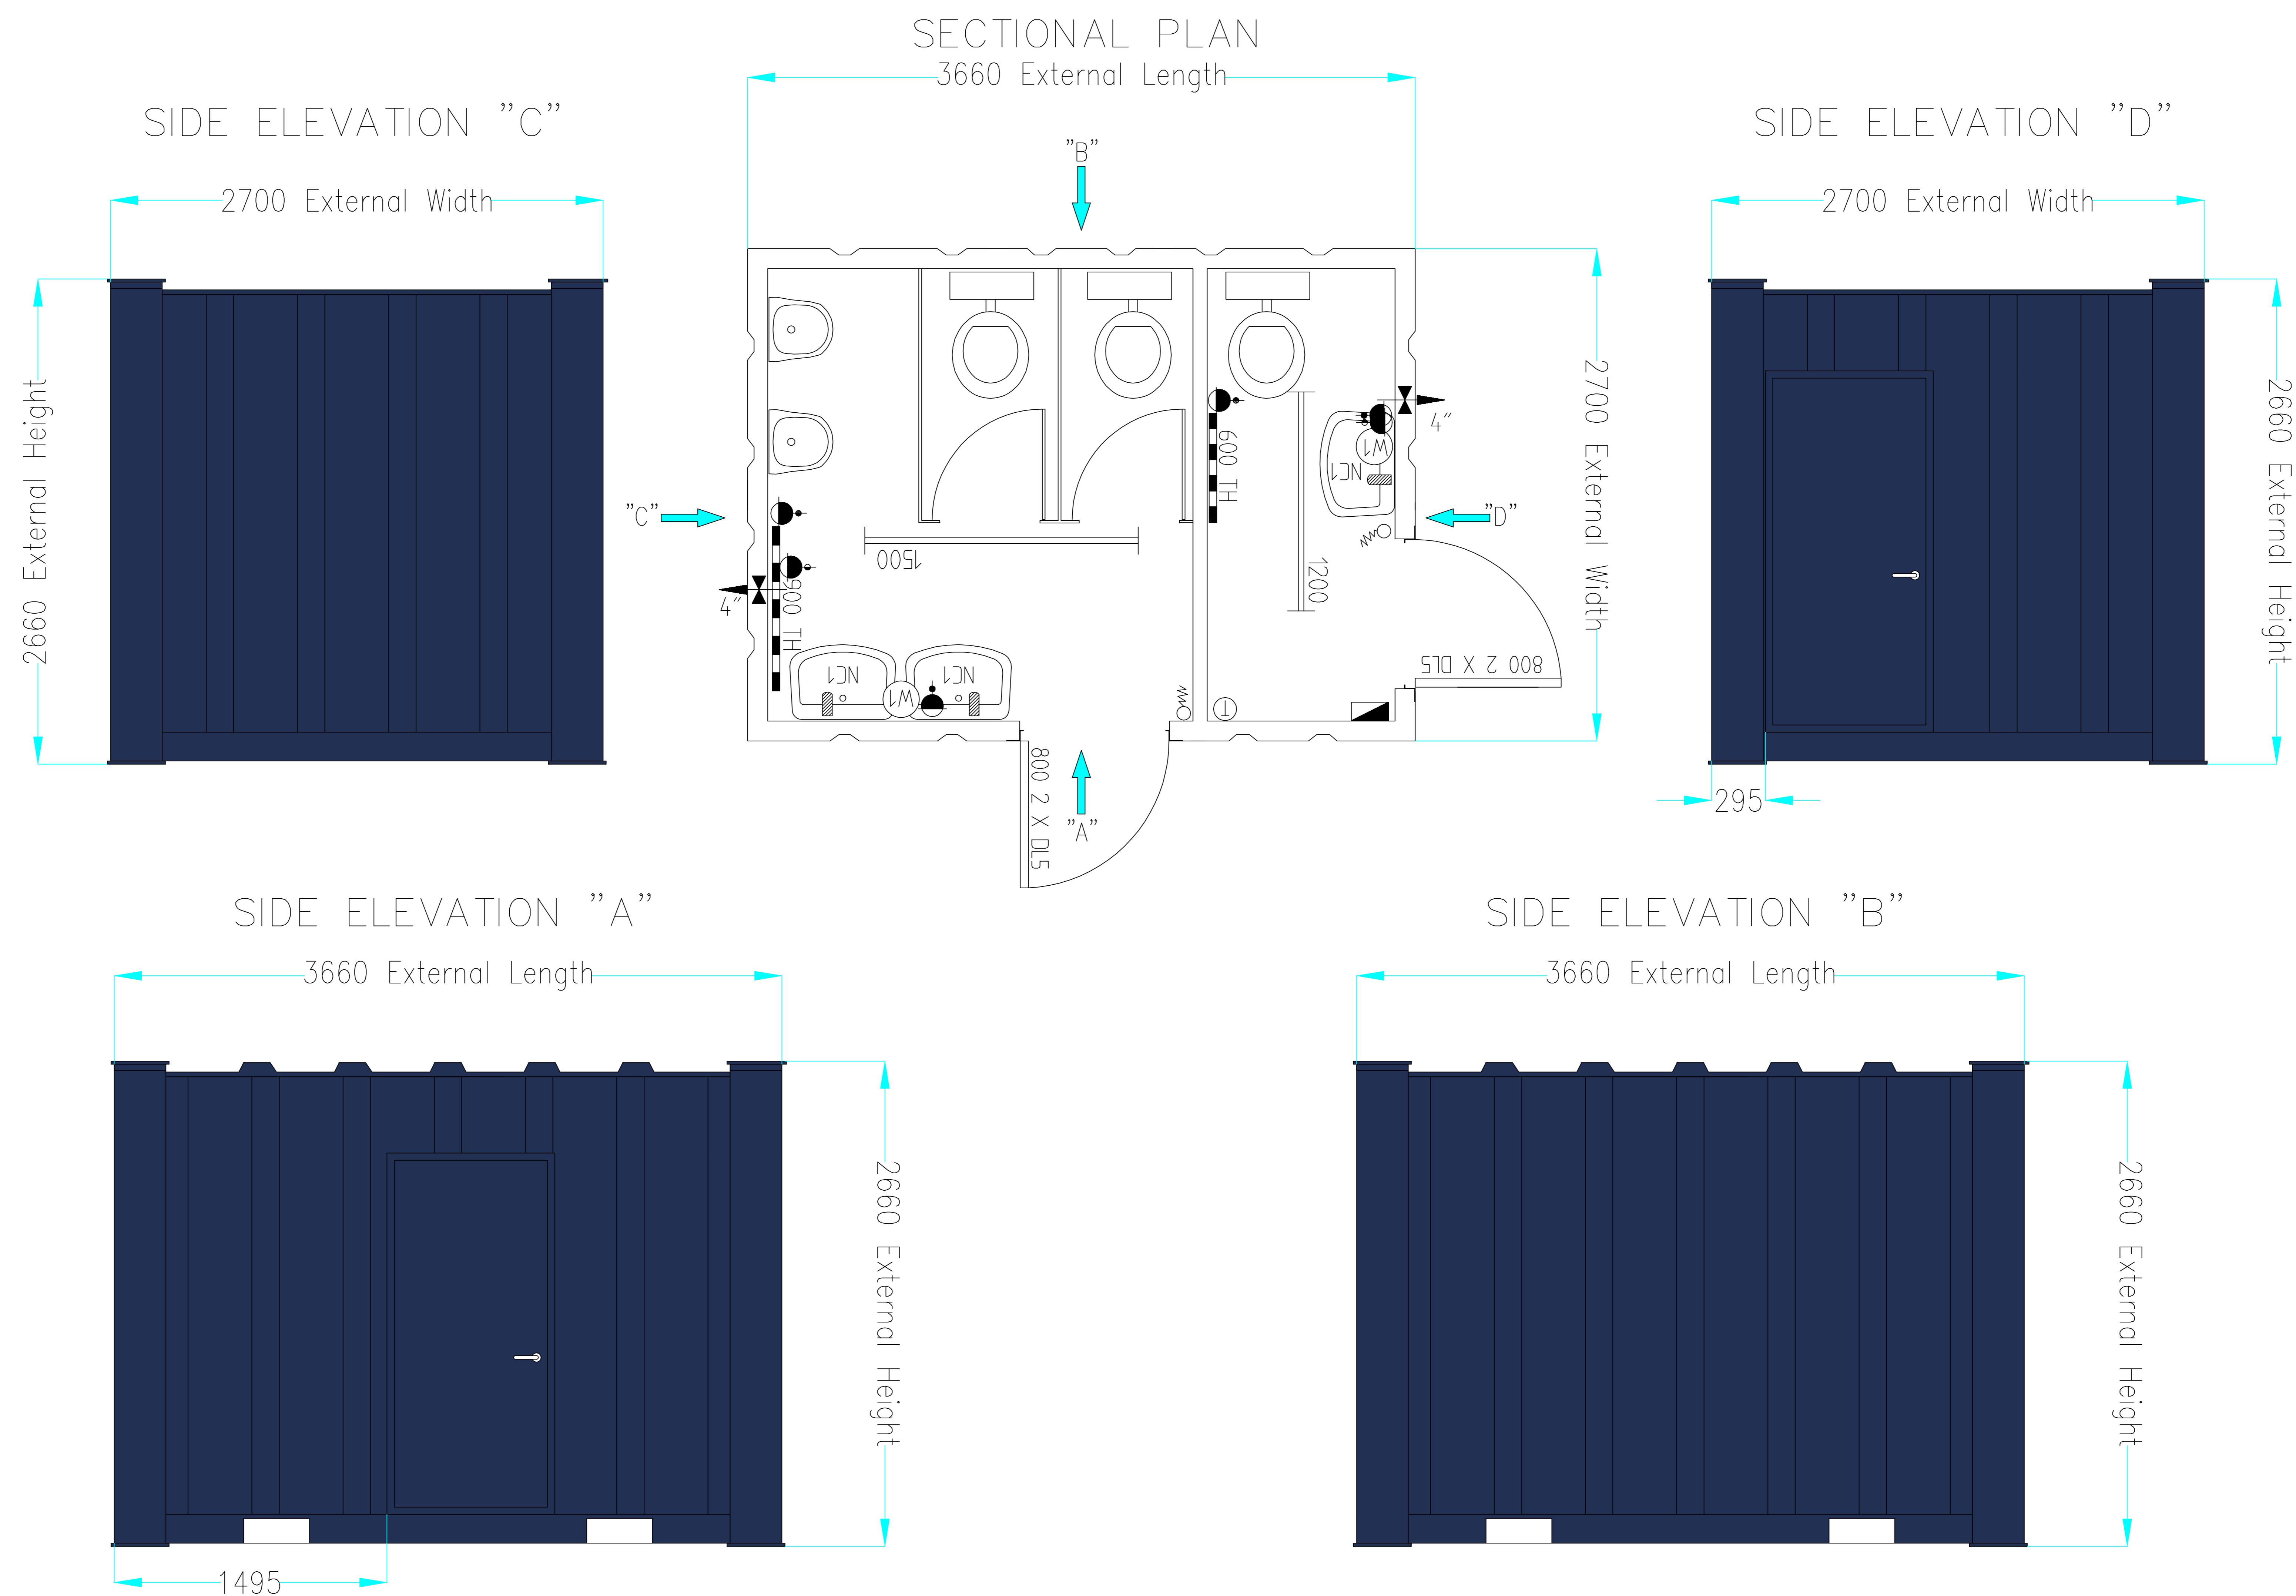 SECTIONAL PLAN
3660 External Length
SIDE ELEVATION "C"
2700 External Width
2660 External Height
SIDE ELEVATION "D"
2700 External Width
2660 External Height
295
"B"
"C"
"D"
"A"
2700 External Width
4"
4"
600 TH
900 TH
1500
1200
W1
NC1
NC1
W1
NC1
T
800 2 X DL5
800 2 X DL5
SIDE ELEVATION "A"
3660 External Length
2660 External Height
1495
SIDE ELEVATION "B"
3660 External Length
2660 External Height